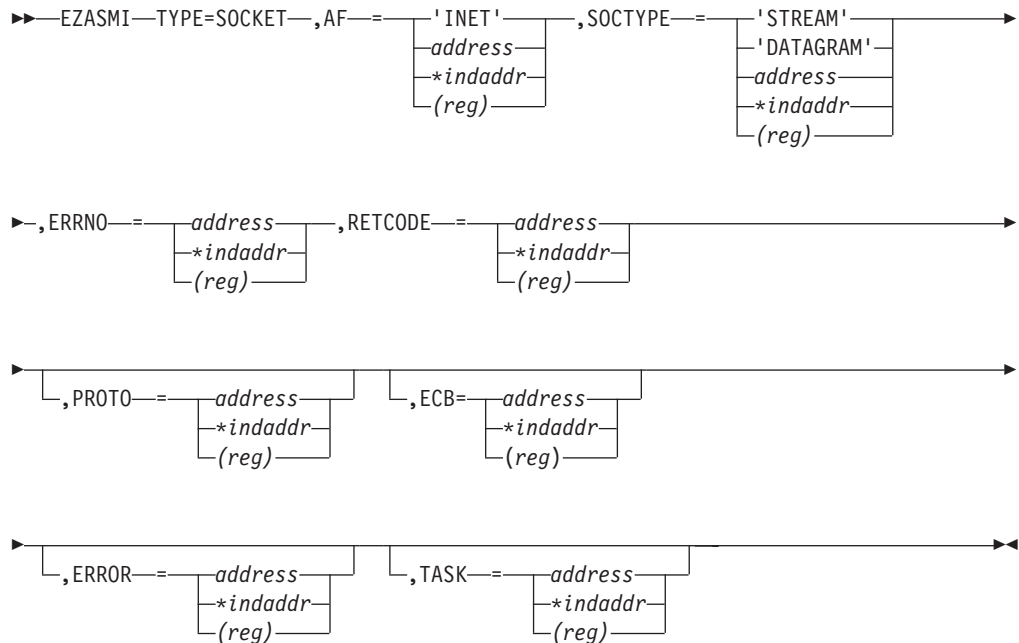 EZASMI TYPE=SOCKET ,AF = 'INET' ,SOCTYPE = 'STREAM'
address 'DATAGRAM'
*indaddr address
(reg) *indaddr
(reg)
,ERRNO = address ,RETCODE = address
*indaddr *indaddr
(reg) (reg)
,PROTO = address ,ECB= address
*indaddr *indaddr
(reg) (reg)
,ERROR = address ,TASK = address
*indaddr *indaddr
(reg) (reg)